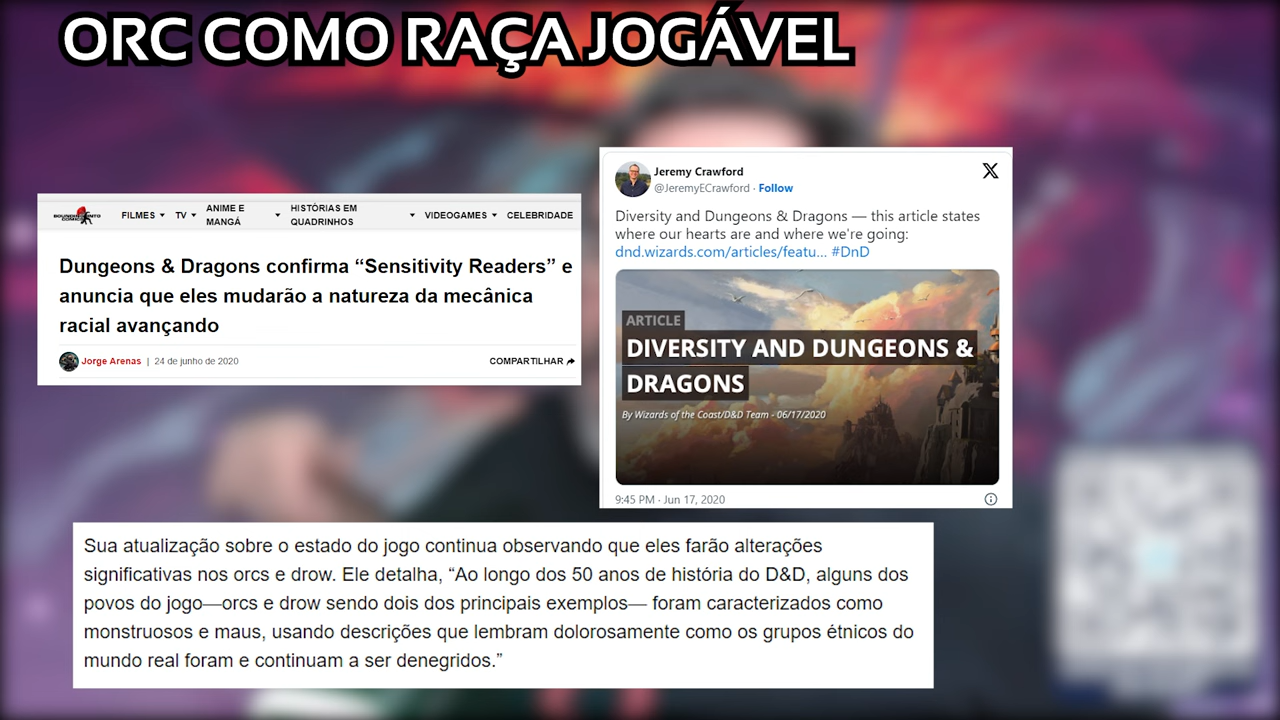 ORC COMO RAÇA JOGÁVEL
FILMES
TV
ANIME E
MANGÁ
HISTÓRIAS EM
QUADRINHOS
VIDEOGAMES
CELEBRIDADE
Dungeons & Dragons confirma “Sensitivity Readers” e
anuncia que eles mudarão a natureza da mecânica
racial avançando
Jorge Arenas | 24 de junho de 2020
COMPARTILHAR
Jeremy Crawford
@JeremyECrawford · Follow
Diversity and Dungeons & Dragons — this article states
where our hearts are and where we're going:
dnd.wizards.com/articles/featu... #DnD
ARTICLE
DIVERSITY AND DUNGEONS &
DRAGONS
By Wizards of the Coast/D&D Team - 06/17/2020
9:45 PM · Jun 17, 2020
Sua atualização sobre o estado do jogo continua observando que eles farão alterações
significativas nos orcs e drow. Ele detalha, “Ao longo dos 50 anos de história do D&D, alguns dos
povos do jogo—orcs e drow sendo dois dos principais exemplos— foram caracterizados como
monstruosos e maus, usando descrições que lembram dolorosamente como os grupos étnicos do
mundo real foram e continuam a ser denegridos.”